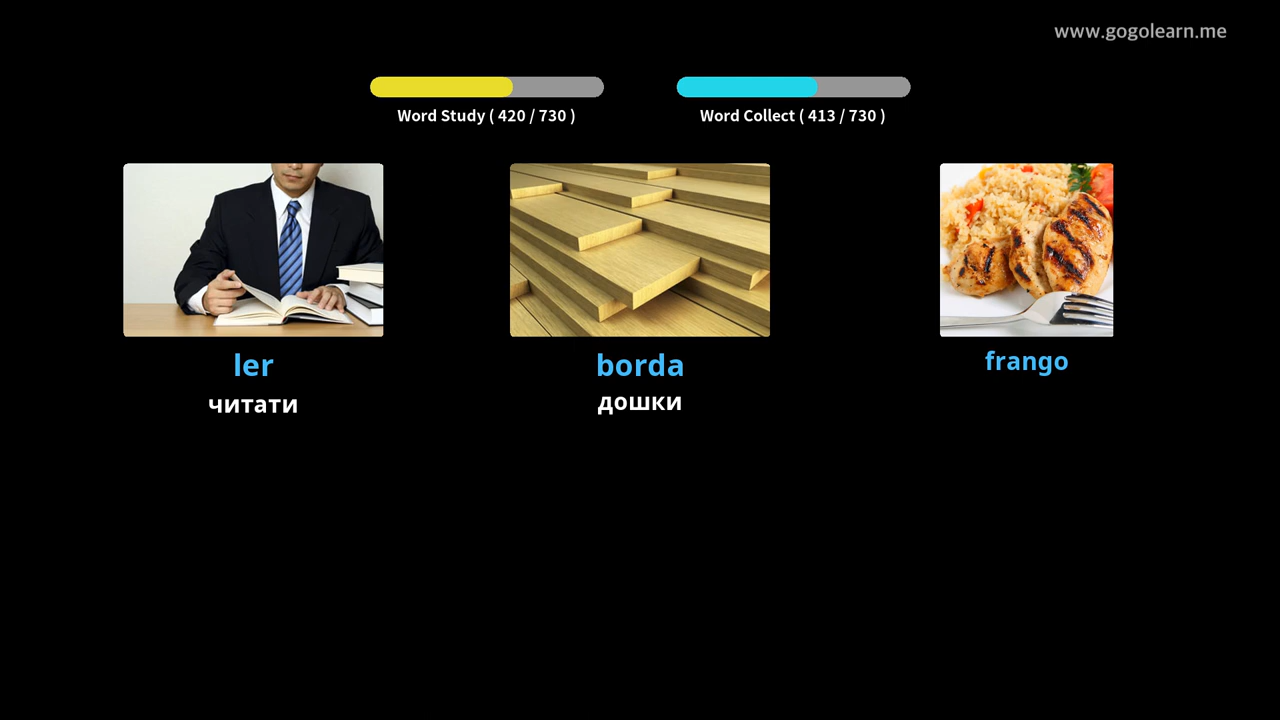 www.gogolearn.me
Word Study ( 420 / 730 )
Word Collect ( 413 / 730 )
ler
читати
borda
дошки
frango